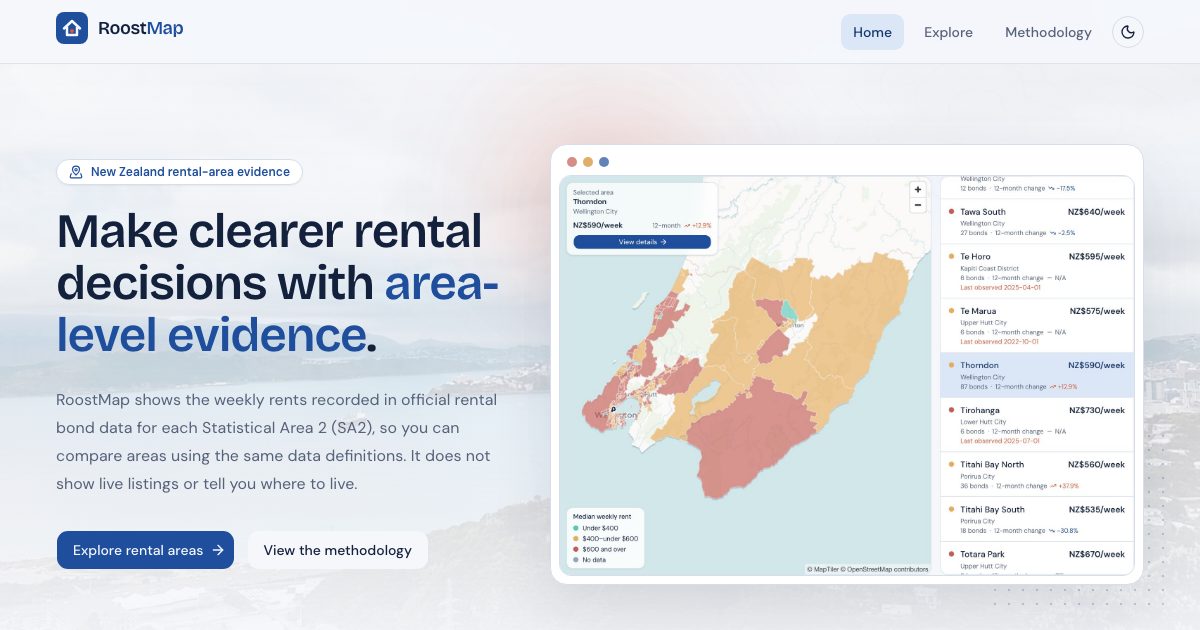 RoostMap
Home
Explore
Methodology
New Zealand rental-area evidence
Make clearer rental
decisions with area-
level evidence.
RoostMap shows the weekly rents recorded in official rental
bond data for each Statistical Area 2 (SA2), so you can
compare areas using the same data definitions. It does not
show live listings or tell you where to live.
Explore rental areas →
View the methodology
Selected area
Thorndon
Wellington City
NZ$590/week 12-month +12.9%
View details →
+
−
Median weekly rent
Under $400
$400–under $600
$600 and over
No data
© MapTiler © OpenStreetMap contributors
Wellington City
12 bonds · 12-month change -17.5%
Tawa South NZ$640/week
Wellington City
27 bonds · 12-month change -2.5%
Te Horo NZ$595/week
Kapiti Coast District
6 bonds · 12-month change — N/A
Last observed 2025-04-01
Te Marua NZ$575/week
Upper Hutt City
6 bonds · 12-month change — N/A
Last observed 2022-10-01
Thorndon NZ$590/week
Wellington City
87 bonds · 12-month change +12.9%
Tirohanga NZ$730/week
Lower Hutt City
6 bonds · 12-month change — N/A
Last observed 2025-07-01
Titahi Bay North NZ$560/week
Porirua City
36 bonds · 12-month change +37.9%
Titahi Bay South NZ$535/week
Porirua City
18 bonds · 12-month change -30.8%
Totara Park NZ$670/week
Upper Hutt City